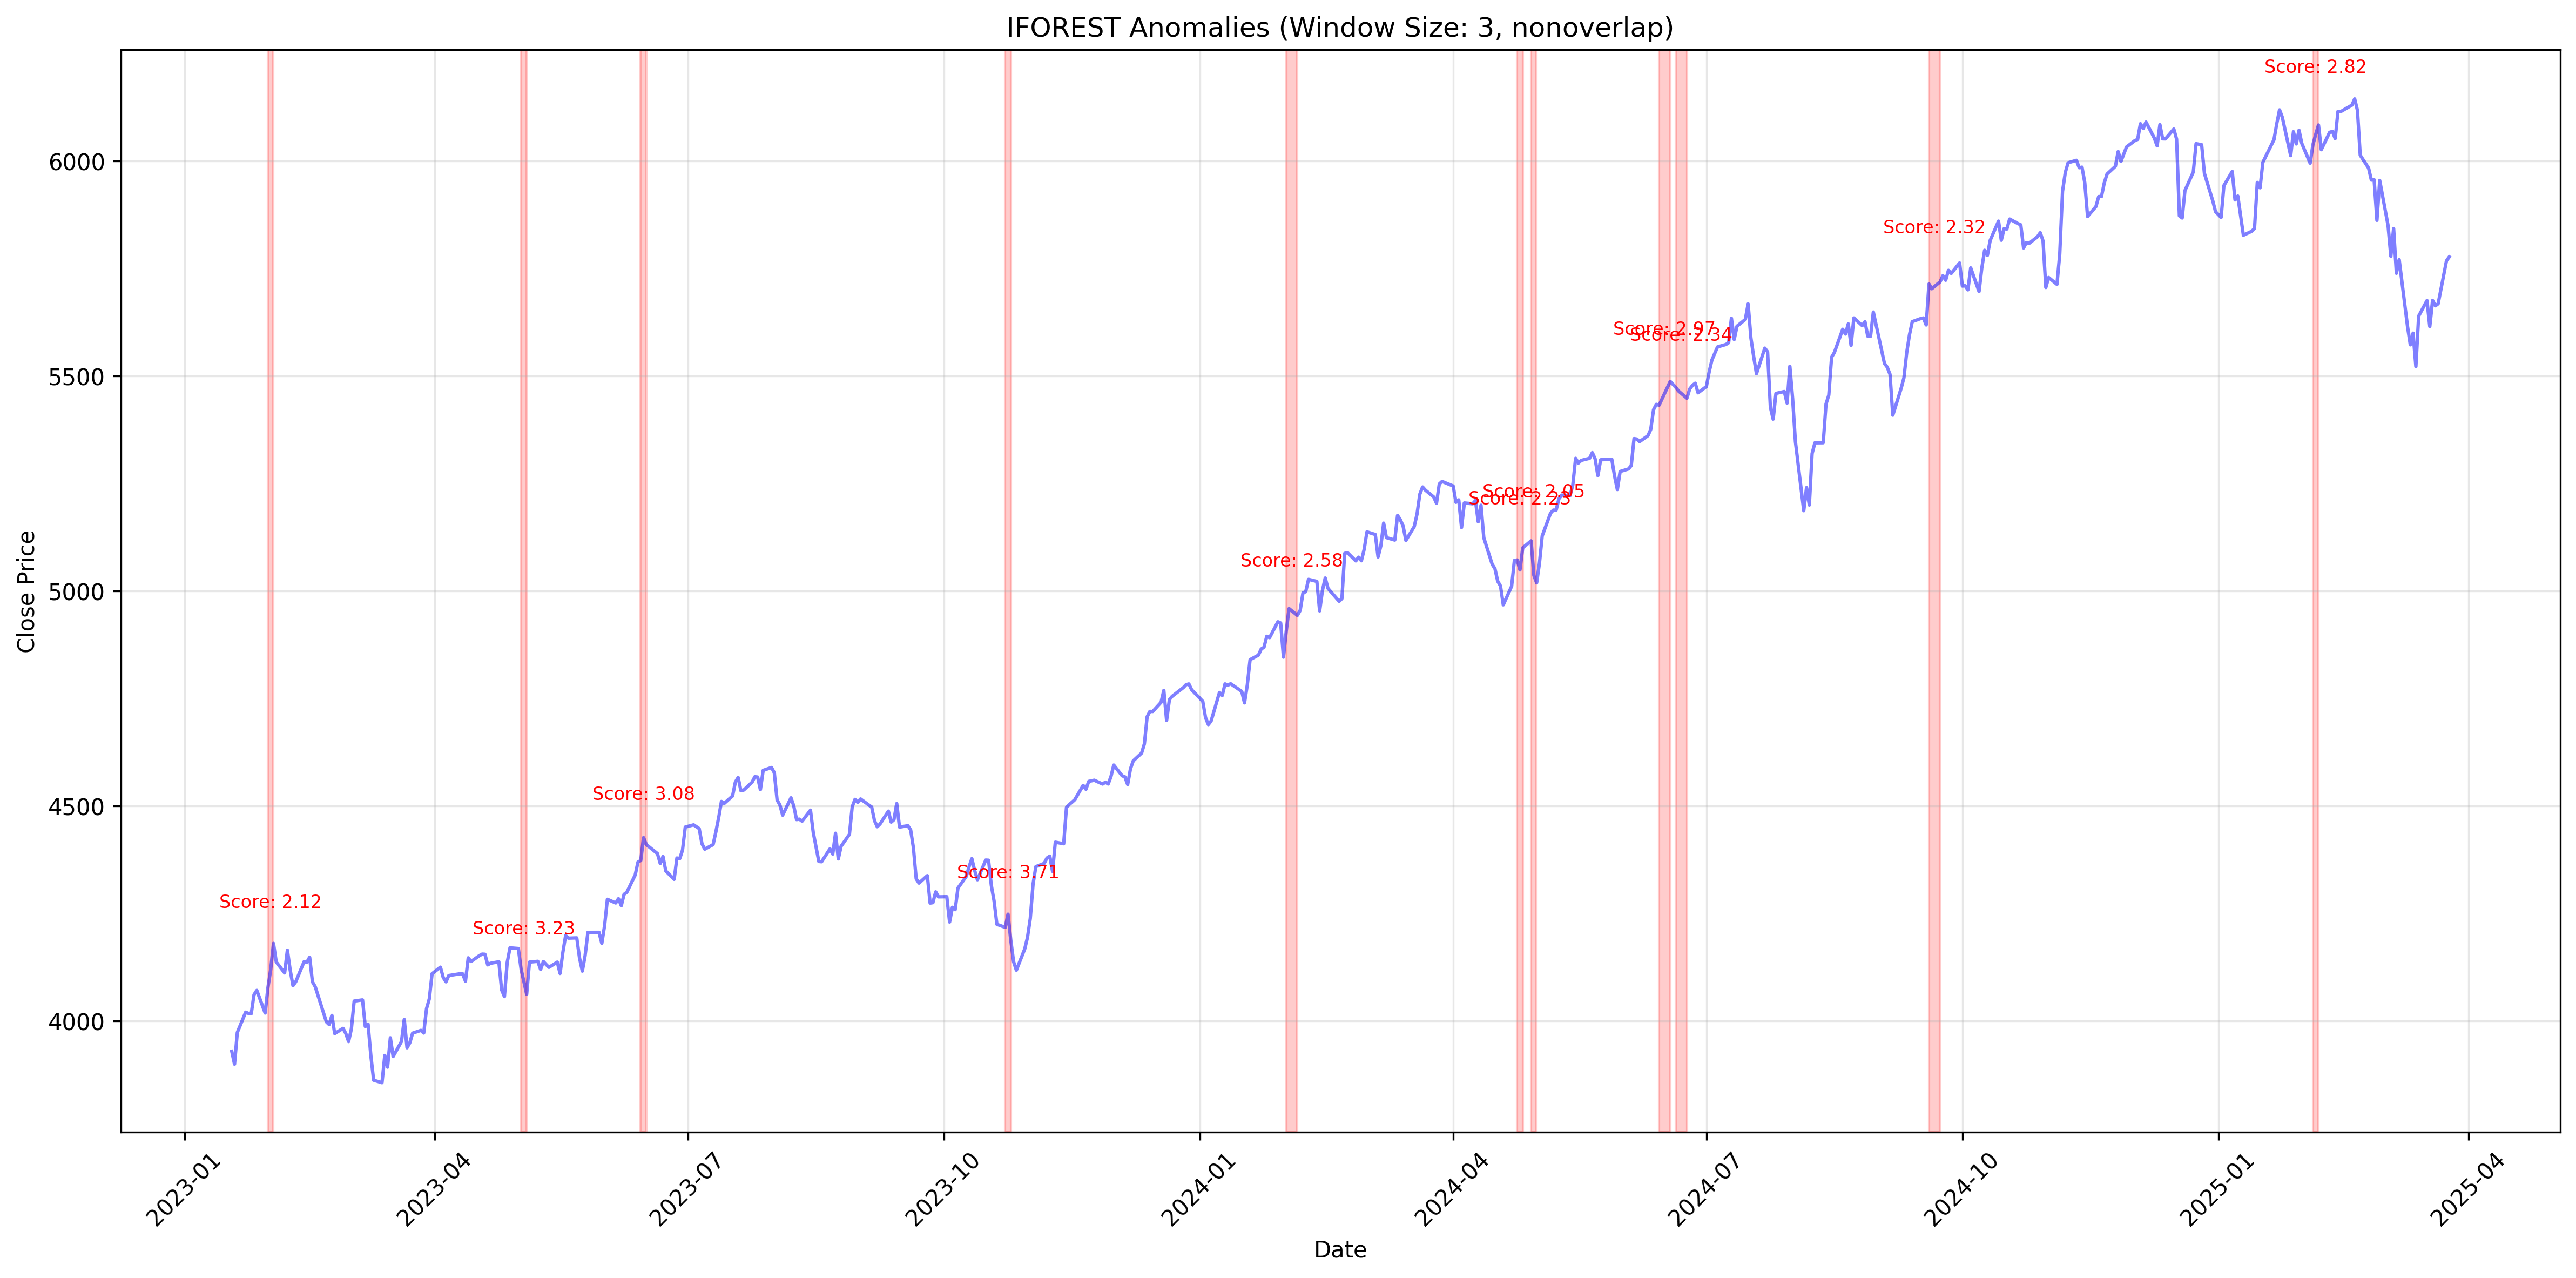 IFOREST Anomalies (Window Size: 3, nonoverlap)
Score: 2.82
6000
Score: 2.32
Score: 2.97
Score: 2.34
5500
Score: 2.05
Score: 2.23
Score: 2.58
5000
Close Price
Score: 3.08
4500
Score: 3.71
Score: 2.12
Score: 3.23
4000
2023-01
2023-04
2023-07
2023-10
2024-01
2024-04
2024-07
2024-10
2025-01
2025-04
Date